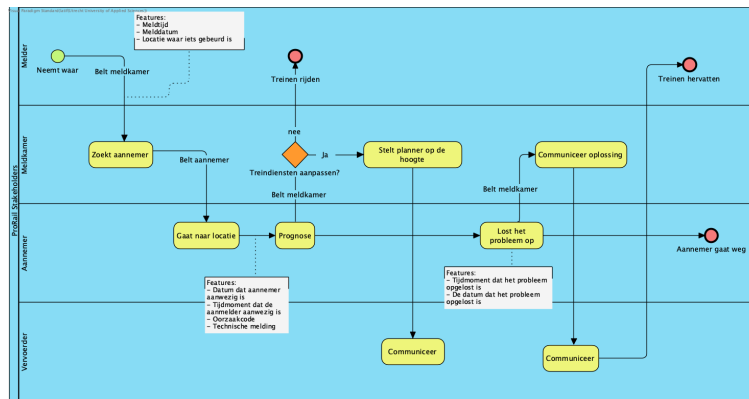 Features:
- Meldtijd
- Melddatum
- Locatie waar iets gebeurd is
Melder
Neemt waar
Belt meldkamer
Treinen rijden
Treinen hervatten
nee
ProRail Stakeholders
Meldkamer
Zoekt aannemer
Belt aannemer
Ja
Treindiensten aanpassen?
Stelt planner op de
hoogte
Communiceer oplossing
Belt meldkamer
Belt meldkamer
Aannemer
Gaat naar locatie
Prognose
Lost het
probleem op
Aannemer gaat weg
Features:
- Datum dat aannemer
aanwezig is
- Tijdmoment dat de
aanmelder aanwezig is
- Oorzaakcode
- Technische melding
Features:
- Tijdmoment dat het probleem
opgelost is
- De datum dat het probleem
opgelost is
Vervoerder
Communiceer
Communiceer